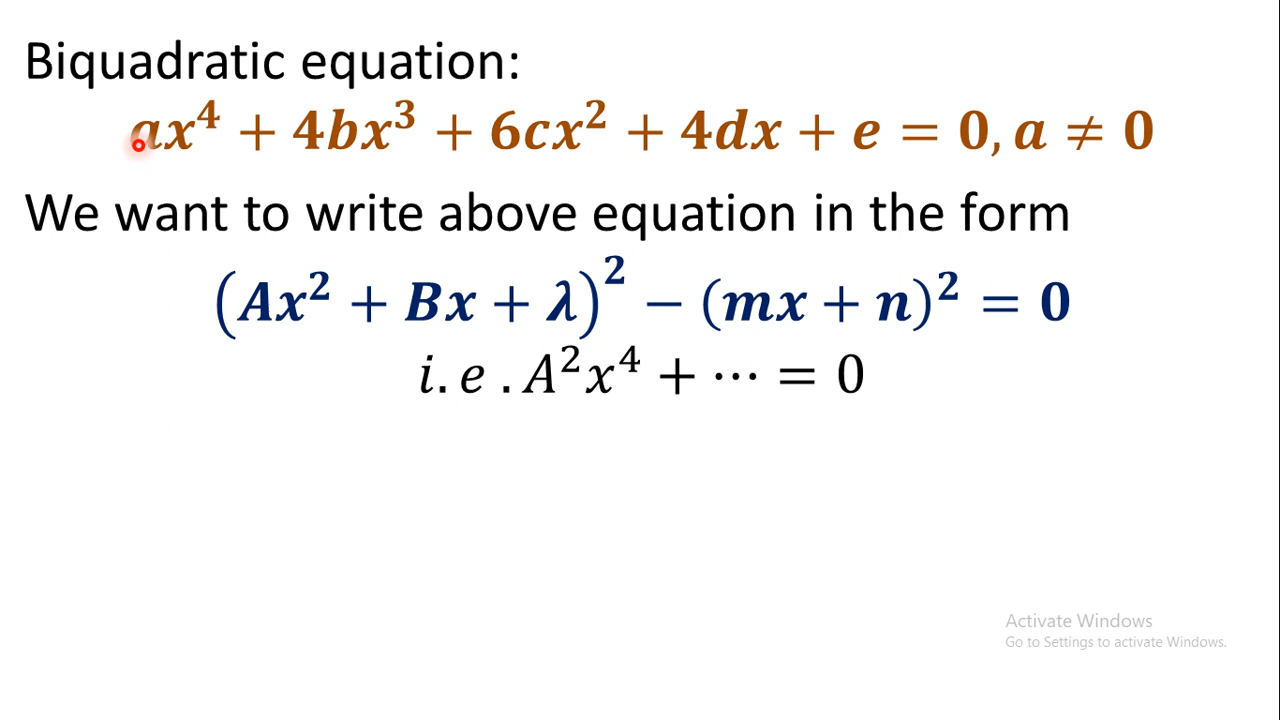 Biquadratic equation:
ax⁴ + 4bx³ + 6cx² + 4dx + e = 0, a ≠ 0
We want to write above equation in the form
(Ax² + Bx + λ)² − (mx + n)² = 0
i.e .A²x⁴ + ⋯ = 0
Activate Windows
Go to Settings to activate Windows.